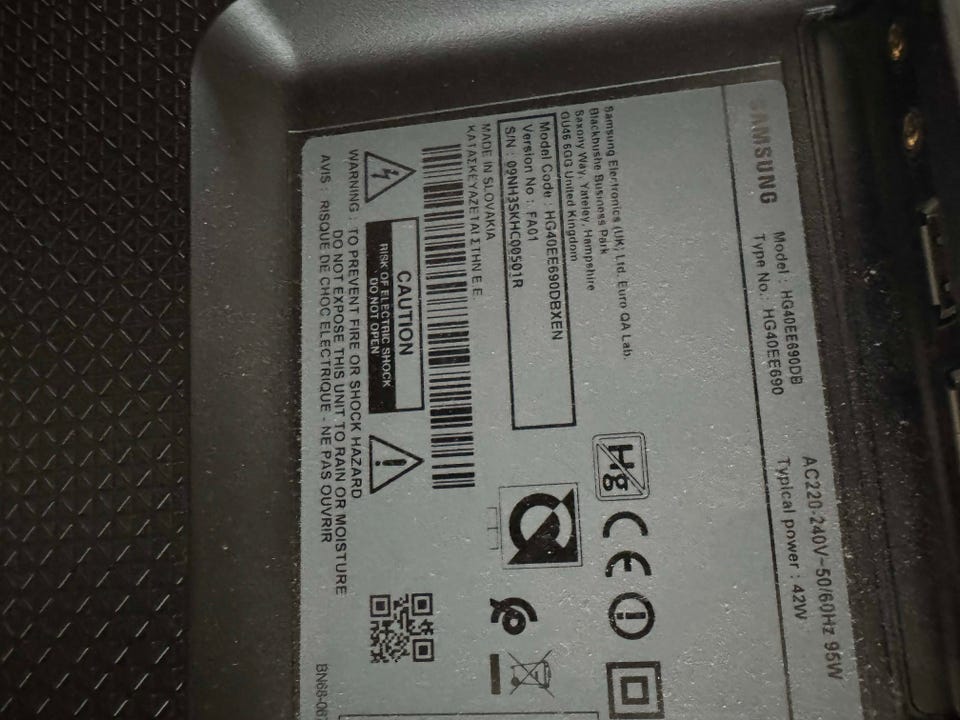 SAMSUNG
Model : HG40EE690DB
Type No.: HG40EE690
AC220-240V~50/60Hz 95W
Typical power : 42W
Samsung Electronics (UK) Ltd. Euro QA Lab.
Blackbushe Business Park
Saxony Way, Yateley, Hampshire
GU46 6GG United Kingdom
Model Code : HG40EE690DBXEN
Version No : FA01
S/N : 09NH3SKHC00501R
MADE IN SLOVAKIA
ΚΑΤΑΣΚΕΥΑΖΕΤΑΙ ΣΤΗΝ Ε.Ε.
Hg
CE
CAUTION
RISK OF ELECTRIC SHOCK
DO NOT OPEN
WARNING : TO PREVENT FIRE OR SHOCK HAZARD
DO NOT EXPOSE THIS UNIT TO RAIN OR MOISTURE
AVIS : RISQUE DE CHOC ELECTRIQUE - NE PAS OUVRIR